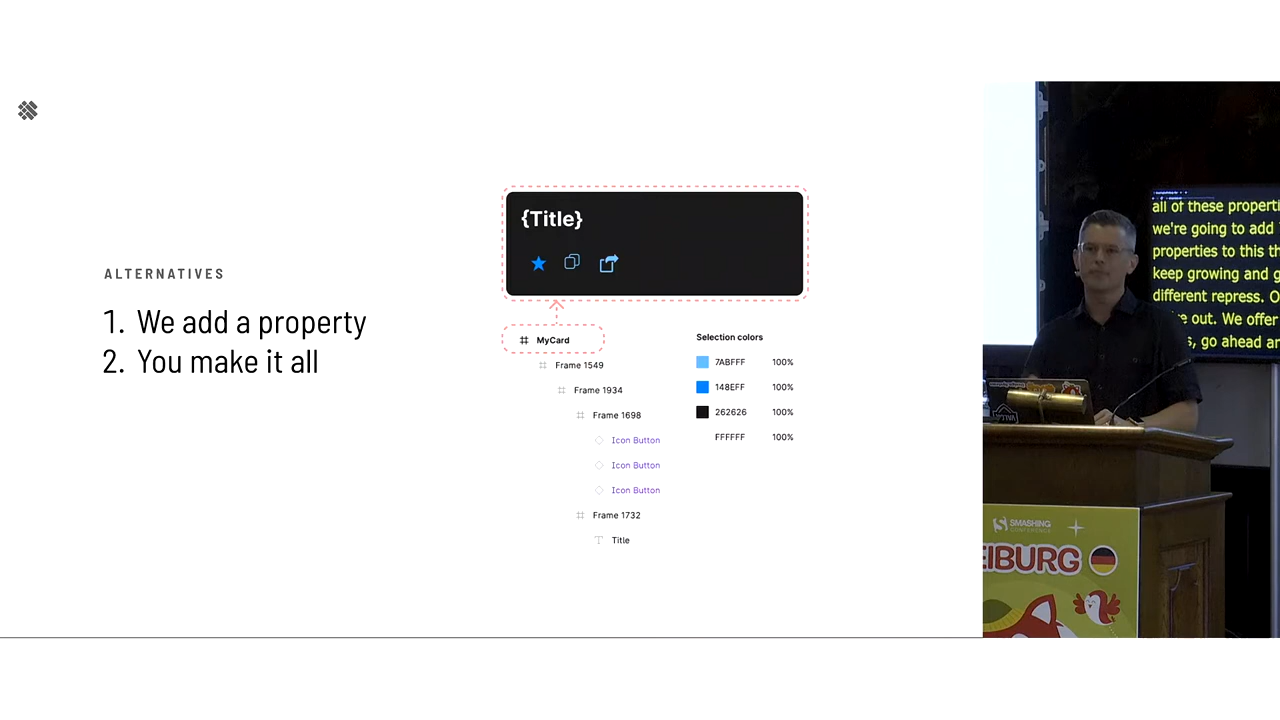 ALTERNATIVES
1. We add a property
2. You make it all
{Title}
MyCard
Frame 1549
Frame 1934
Frame 1698
Icon Button
Icon Button
Icon Button
Frame 1732
Title
Selection colors
7ABFFF 100%
148EFF 100%
262626 100%
FFFFFF 100%
all of these properti
we're going to add
properties to this th
keep growing and g
different repress. O
e out. We offer
s, go ahead an
SMASHING
CONFERENCE
EIBURG